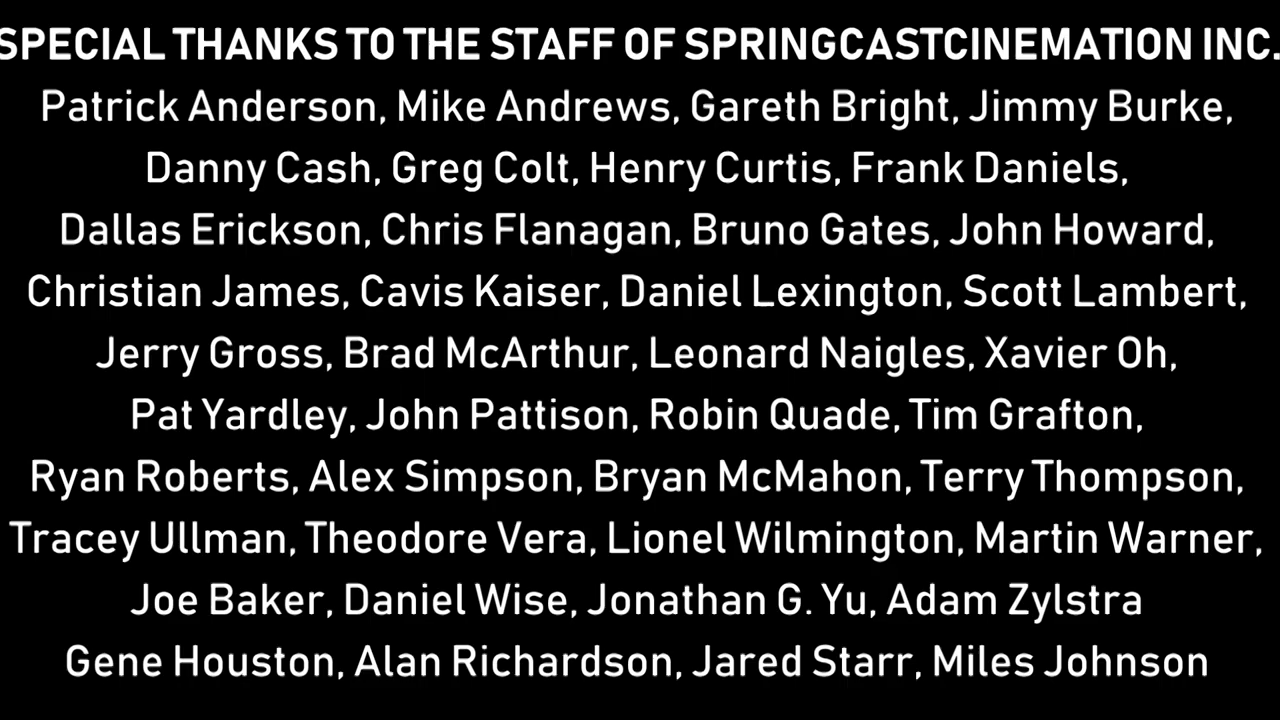 SPECIAL THANKS TO THE STAFF OF SPRINGCASTCINEMATION INC.
Patrick Anderson, Mike Andrews, Gareth Bright, Jimmy Burke,
Danny Cash, Greg Colt, Henry Curtis, Frank Daniels,
Dallas Erickson, Chris Flanagan, Bruno Gates, John Howard,
Christian James, Cavis Kaiser, Daniel Lexington, Scott Lambert,
Jerry Gross, Brad McArthur, Leonard Naigles, Xavier Oh,
Pat Yardley, John Pattison, Robin Quade, Tim Grafton,
Ryan Roberts, Alex Simpson, Bryan McMahon, Terry Thompson,
Tracey Ullman, Theodore Vera, Lionel Wilmington, Martin Warner,
Joe Baker, Daniel Wise, Jonathan G. Yu, Adam Zylstra
Gene Houston, Alan Richardson, Jared Starr, Miles Johnson